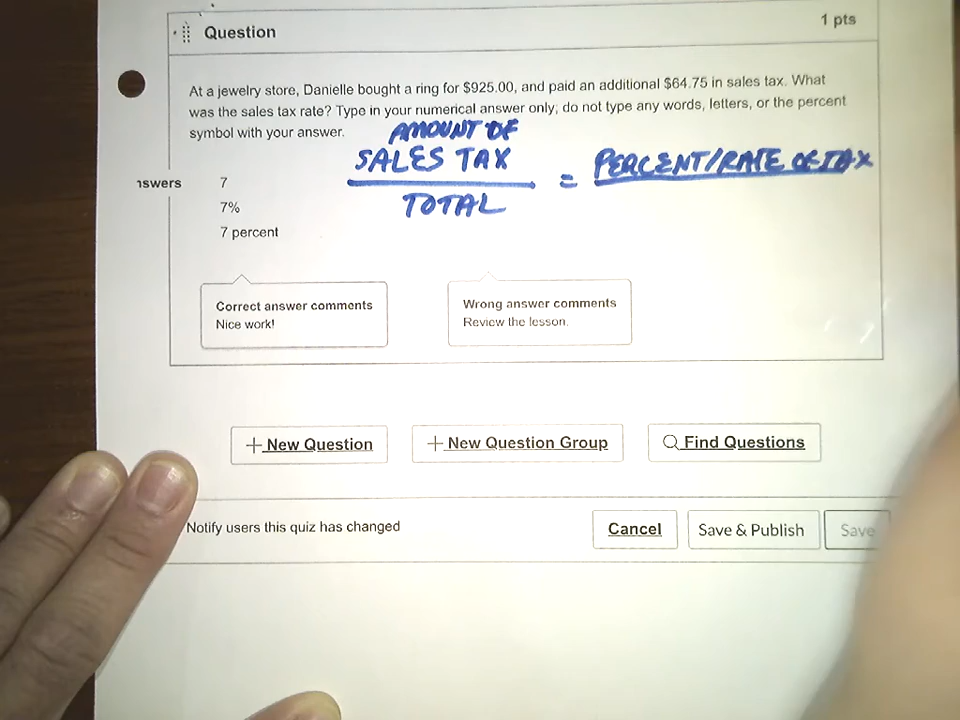 Question
1 pts
At a jewelry store, Danielle bought a ring for $925.00, and paid an additional $64.75 in sales tax. What
was the sales tax rate? Type in your numerical answer only; do not type any words, letters, or the percent
symbol with your answer.
AMOUNT OF
SALES TAX
TOTAL
= PERCENT/RATE OF TAX
nswers
7
7%
7 percent
Correct answer comments
Nice work!
Wrong answer comments
Review the lesson.
+ New Question
+ New Question Group
Find Questions
Notify users this quiz has changed
Cancel
Save & Publish
Save